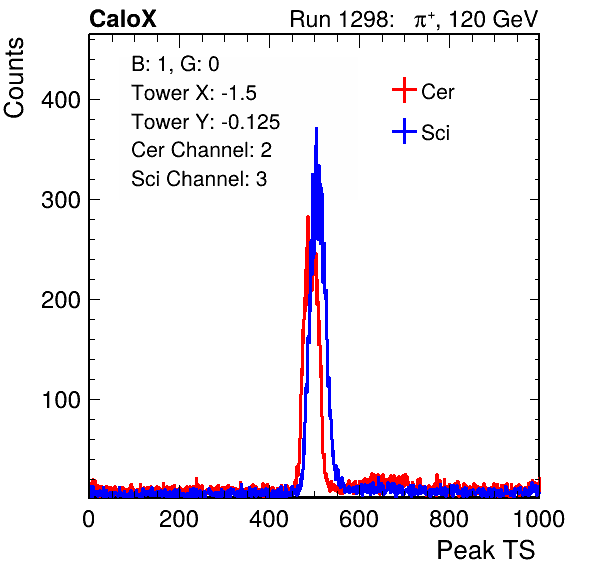 CaloX Run 1298: π⁺, 120 GeV
Counts
B: 1, G: 0
Tower X: -1.5
Tower Y: -0.125
Cer Channel: 2
Sci Channel: 3
Cer
Sci
400
300
200
100
0 200 400 600 800 1000
Peak TS